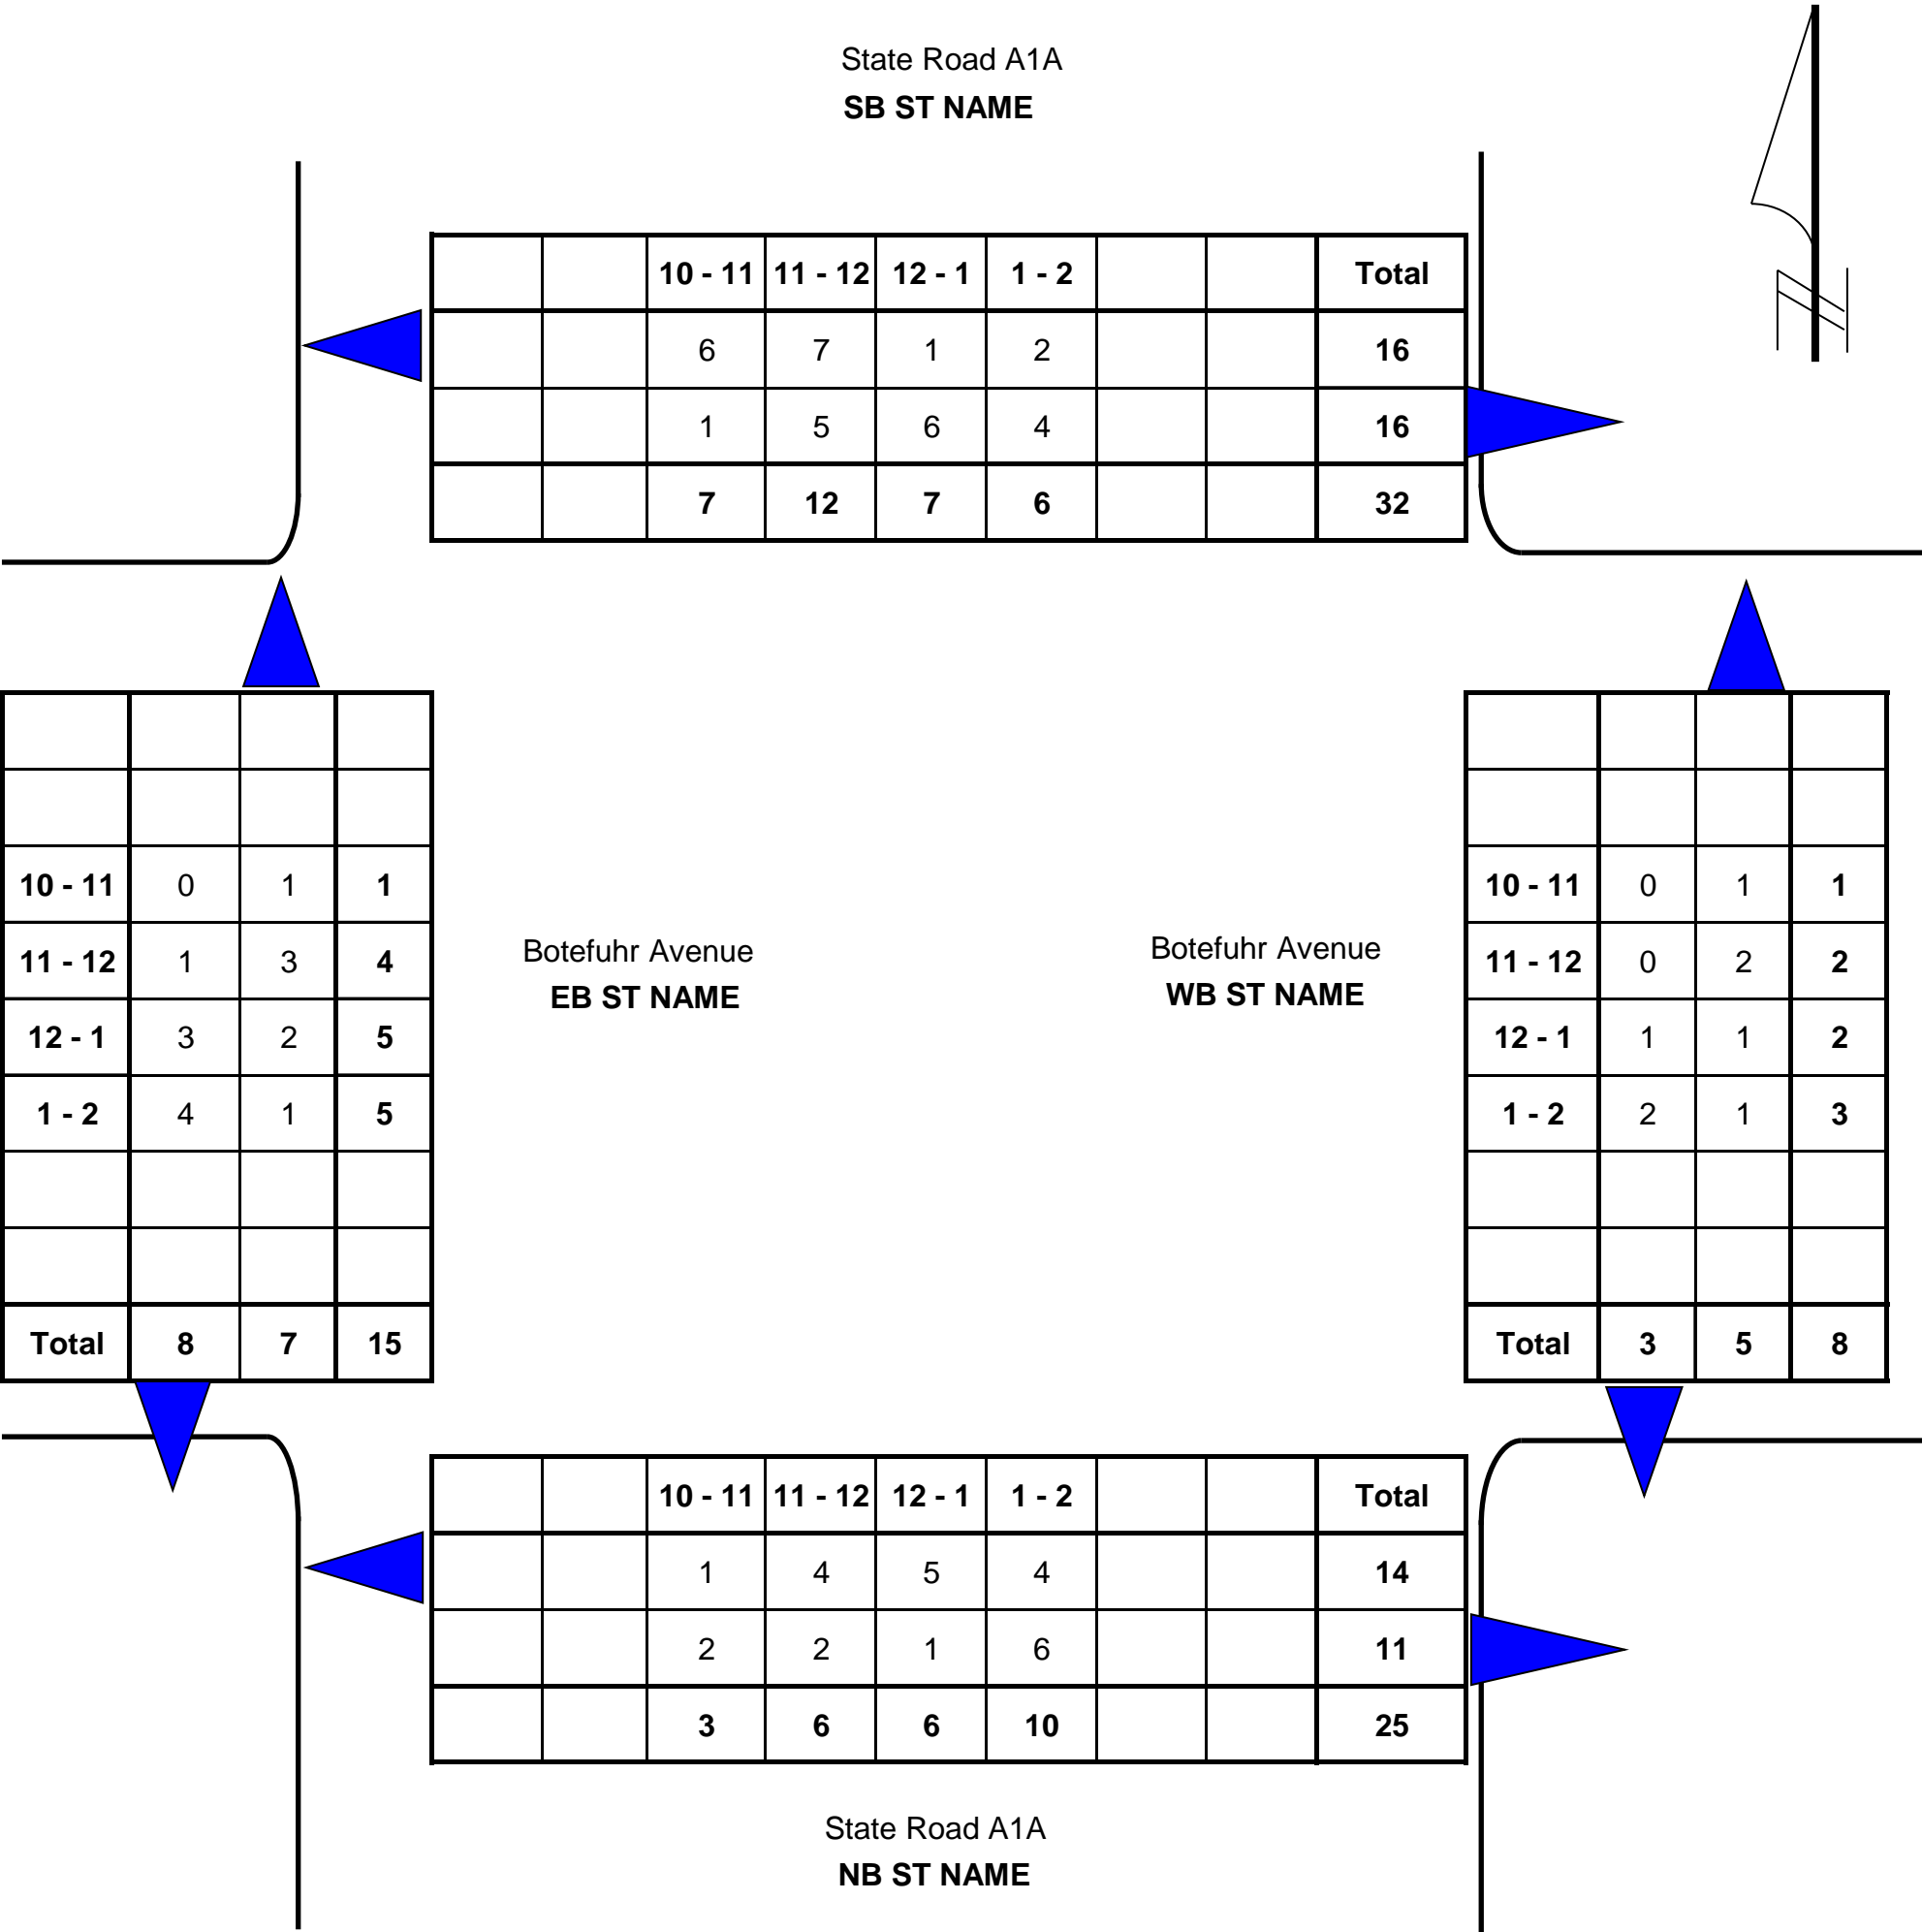 State Road A1A
SB ST NAME
10 - 11 11 - 12 12 - 1 1 - 2 Total
6 7 1 2 16
1 5 6 4 16
7 12 7 6 32
10 - 11 0 1 1
11 - 12 1 3 4
12 - 1 3 2 5
1 - 2 4 1 5
Total 8 7 15
Botefuhr Avenue
EB ST NAME
Botefuhr Avenue
WB ST NAME
10 - 11 0 1 1
11 - 12 0 2 2
12 - 1 1 1 2
1 - 2 2 1 3
Total 3 5 8
10 - 11 11 - 12 12 - 1 1 - 2 Total
1 4 5 4 14
2 2 1 6 11
3 6 6 10 25
State Road A1A
NB ST NAME